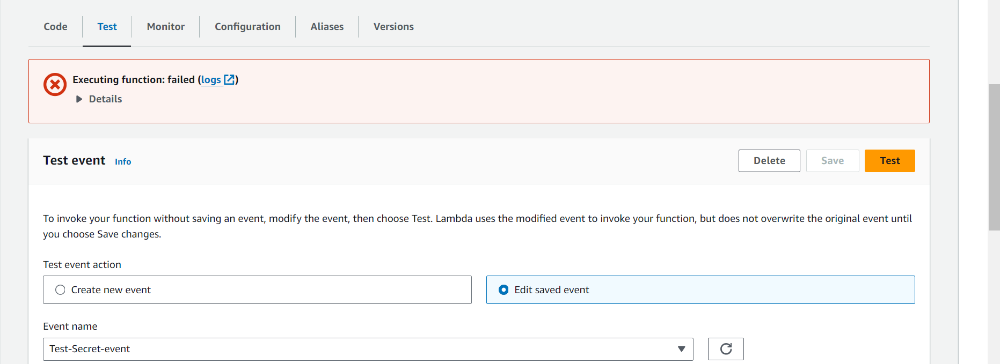 Code Test Monitor Configuration Aliases Versions
Executing function: failed (logs)
Details
Test event Info Delete Save Test
To invoke your function without saving an event, modify the event, then choose Test. Lambda uses the modified event to invoke your function, but does not overwrite the original event until
you choose Save changes.
Test event action
Create new event Edit saved event
Event name
Test-Secret-event